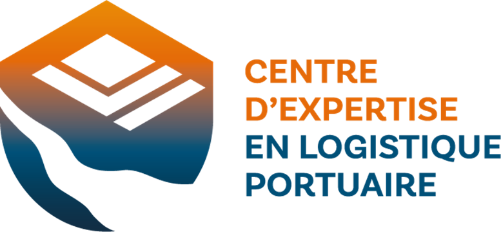 CENTRE
D’EXPERTISE
EN LOGISTIQUE
PORTUAIRE